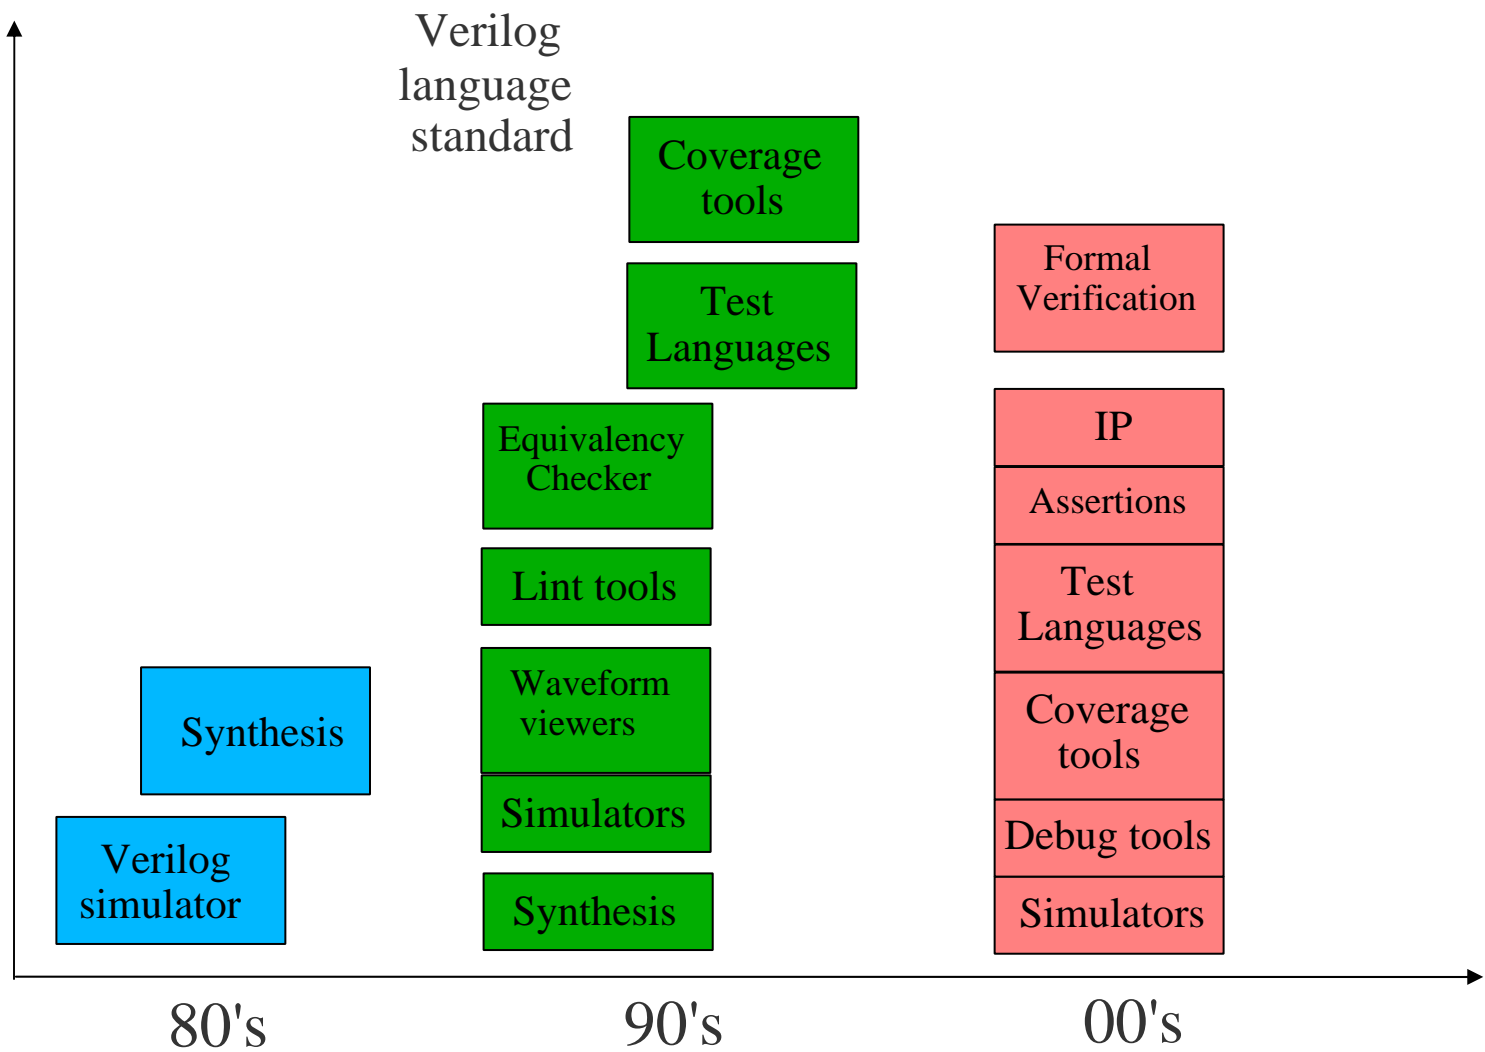 Verilog
language
standard
Coverage
tools
Test
Languages
Equivalency
Checker
Lint tools
Waveform
viewers
Simulators
Synthesis
Synthesis
Verilog
simulator
Formal
Verification
IP
Assertions
Test
Languages
Coverage
tools
Debug tools
Simulators
80's
90's
00's